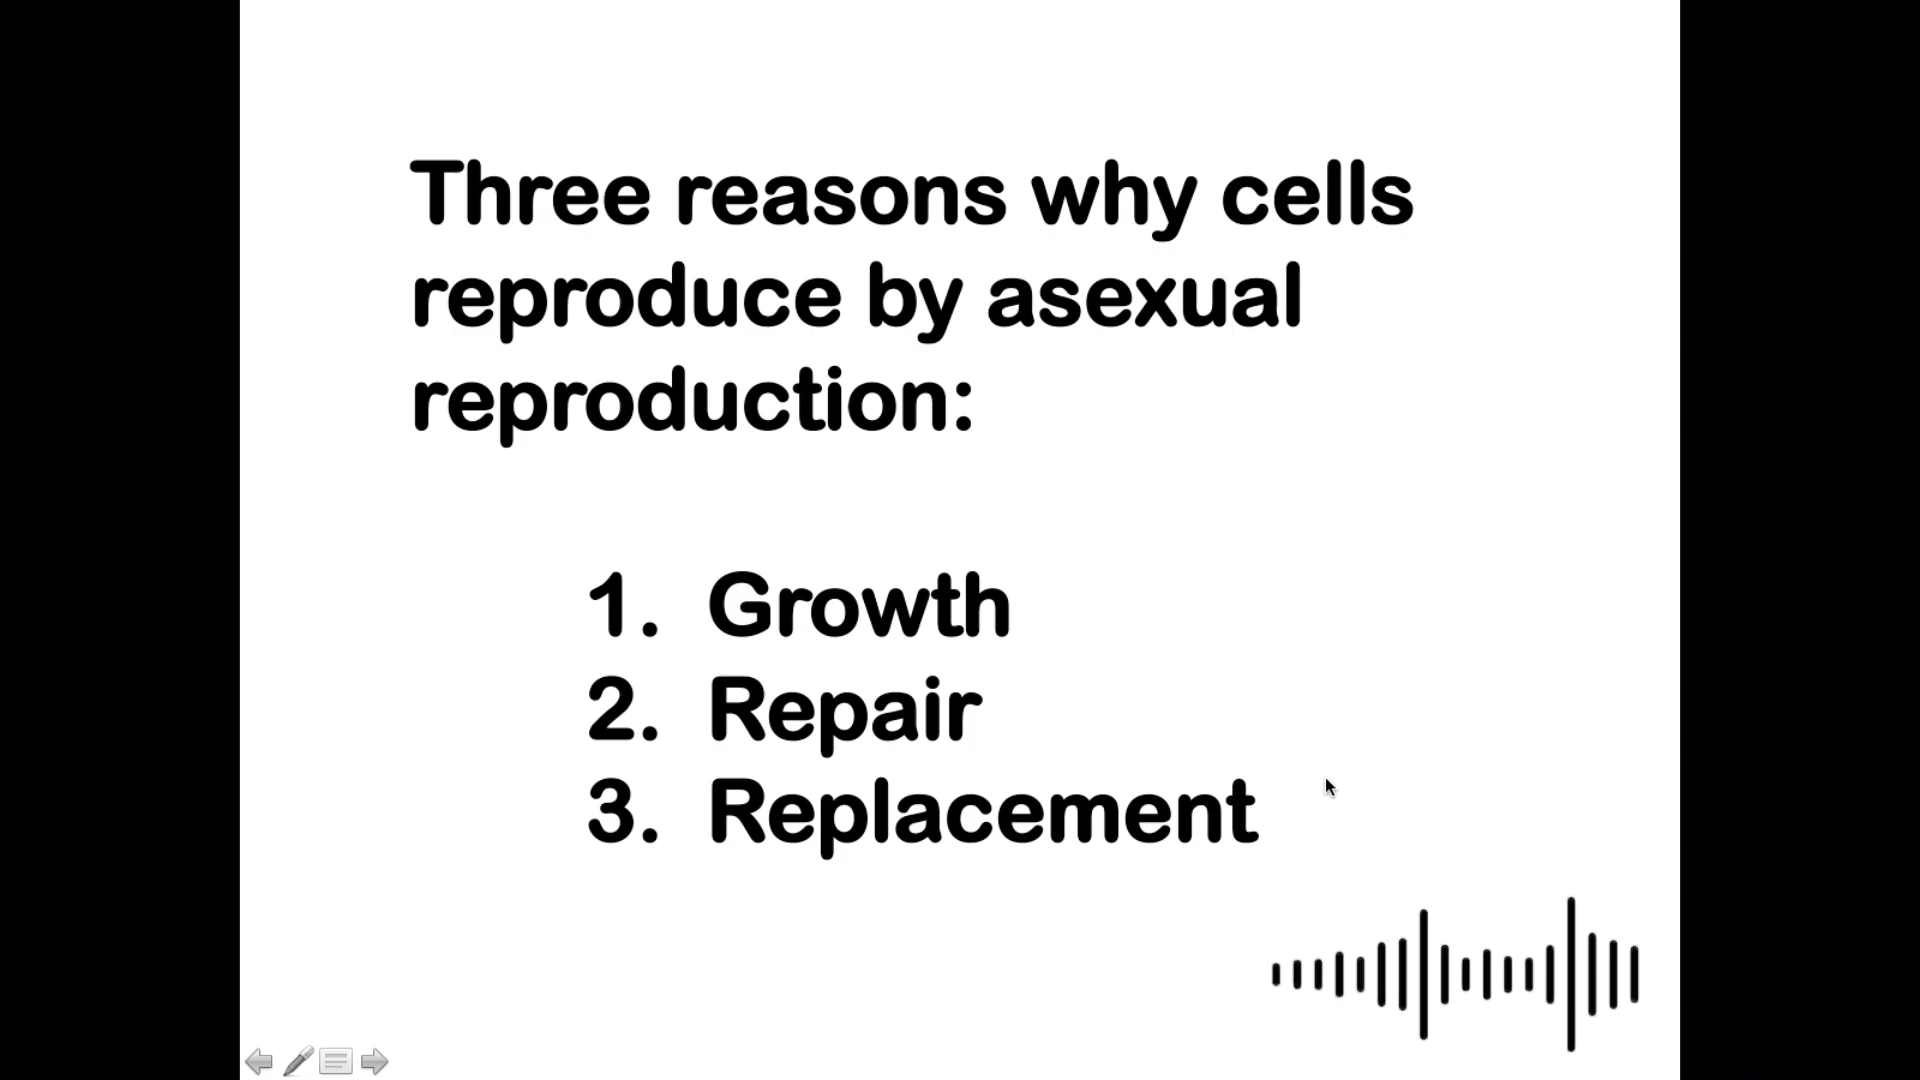 Three reasons why cells
reproduce by asexual
reproduction:
1. Growth
2. Repair
3. Replacement